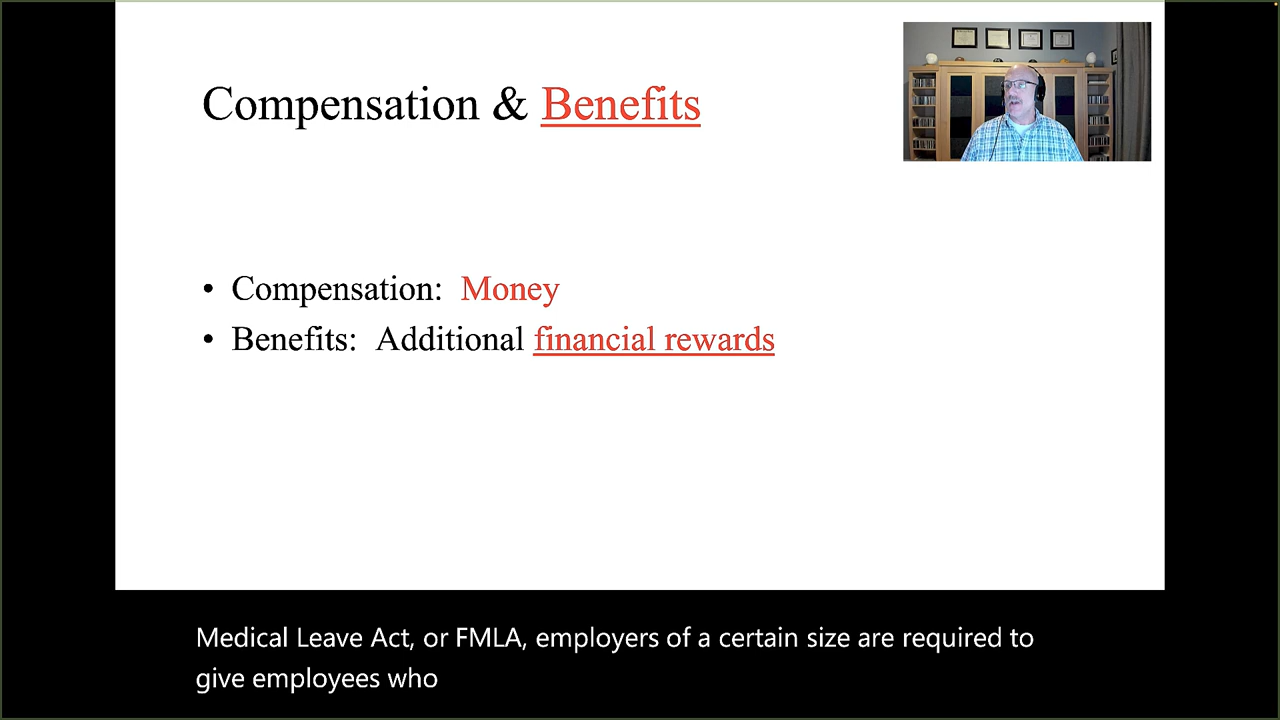 Compensation & Benefits
• Compensation: Money
• Benefits: Additional financial rewards
Medical Leave Act, or FMLA, employers of a certain size are required to
give employees who